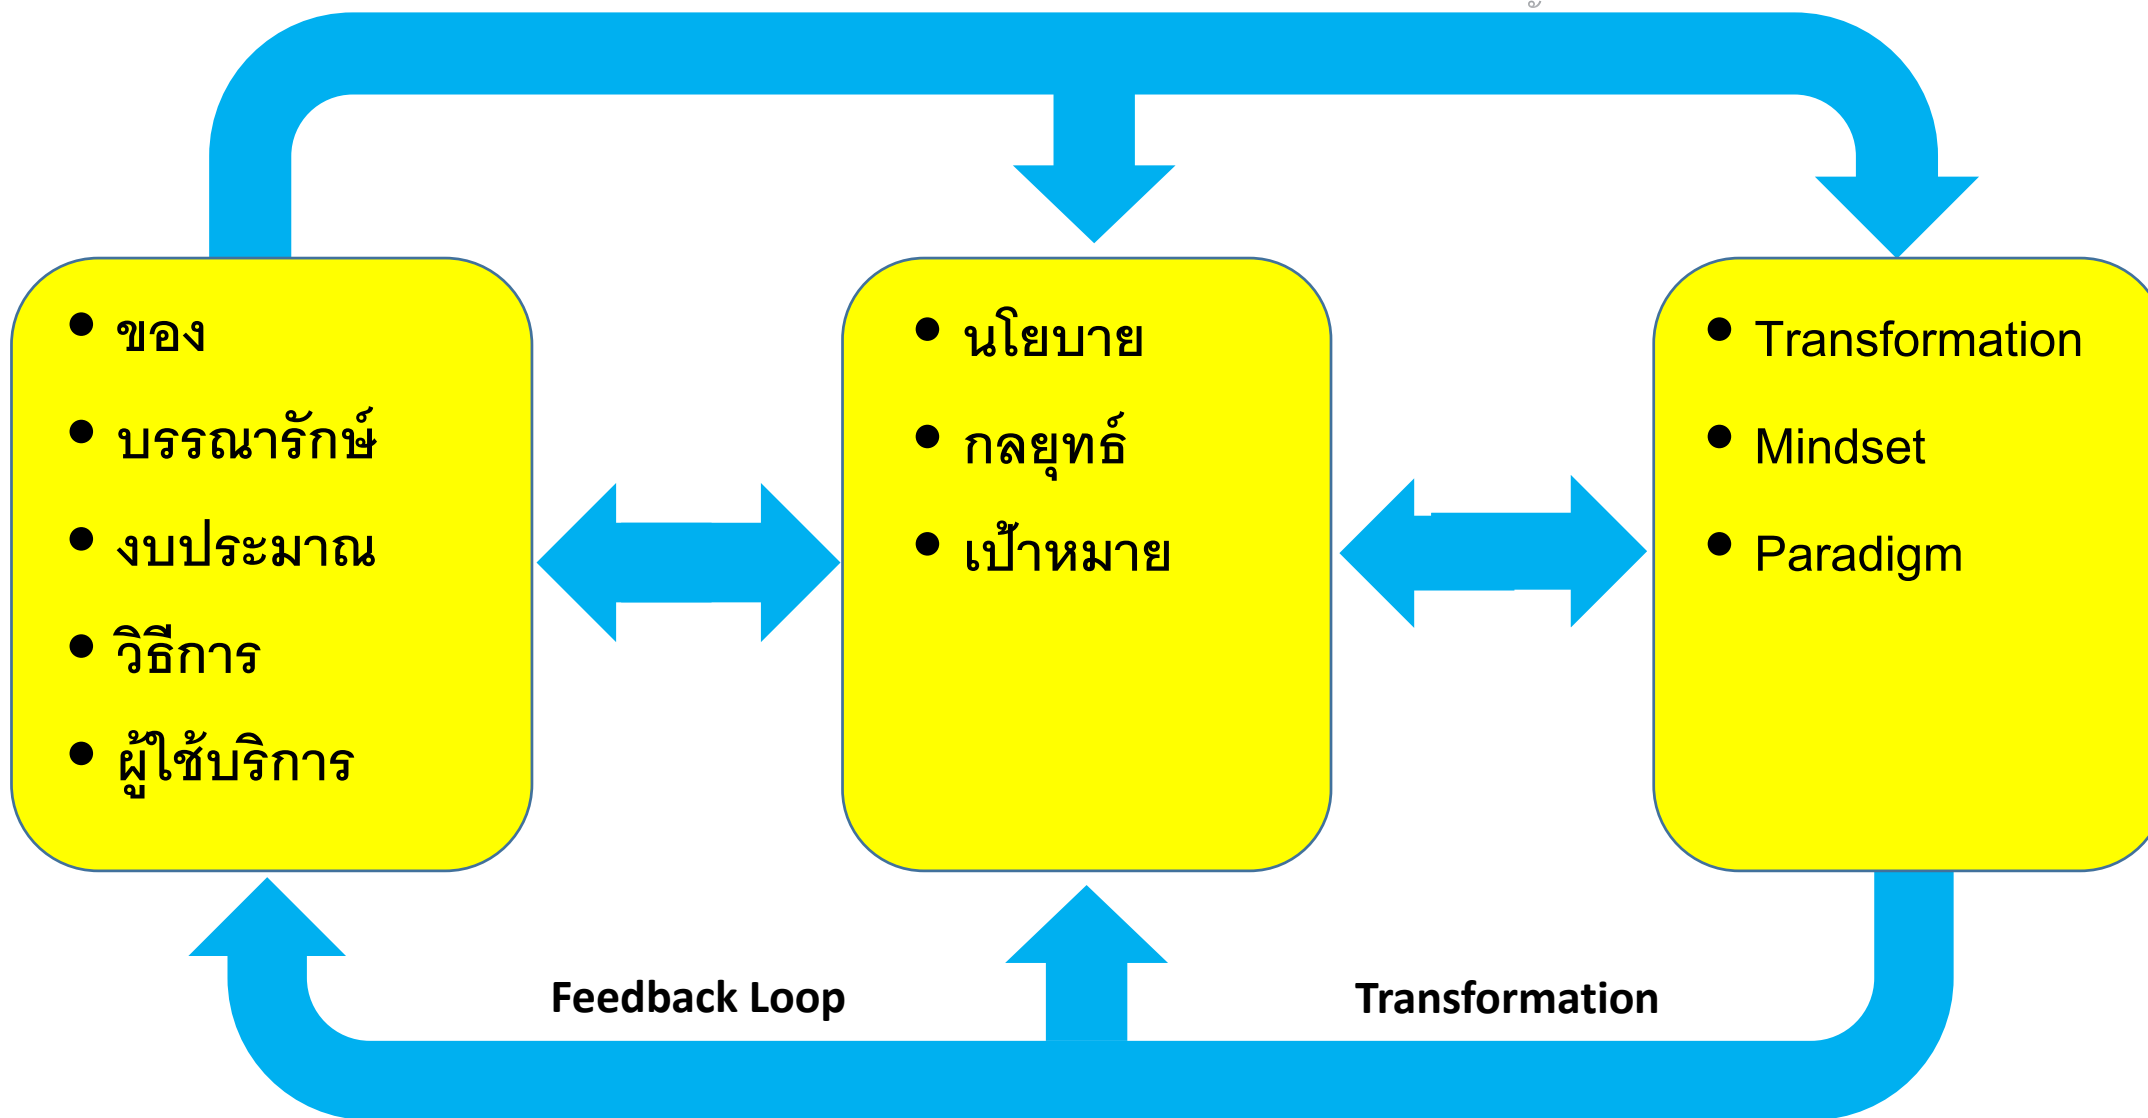 • ของ
• บรรณารักษ์
• งบประมาณ
• วิธีการ
• ผู้ใช้บริการ
• นโยบาย
• กลยุทธ์
• เป้าหมาย
• Transformation
• Mindset
• Paradigm
Feedback Loop
Transformation